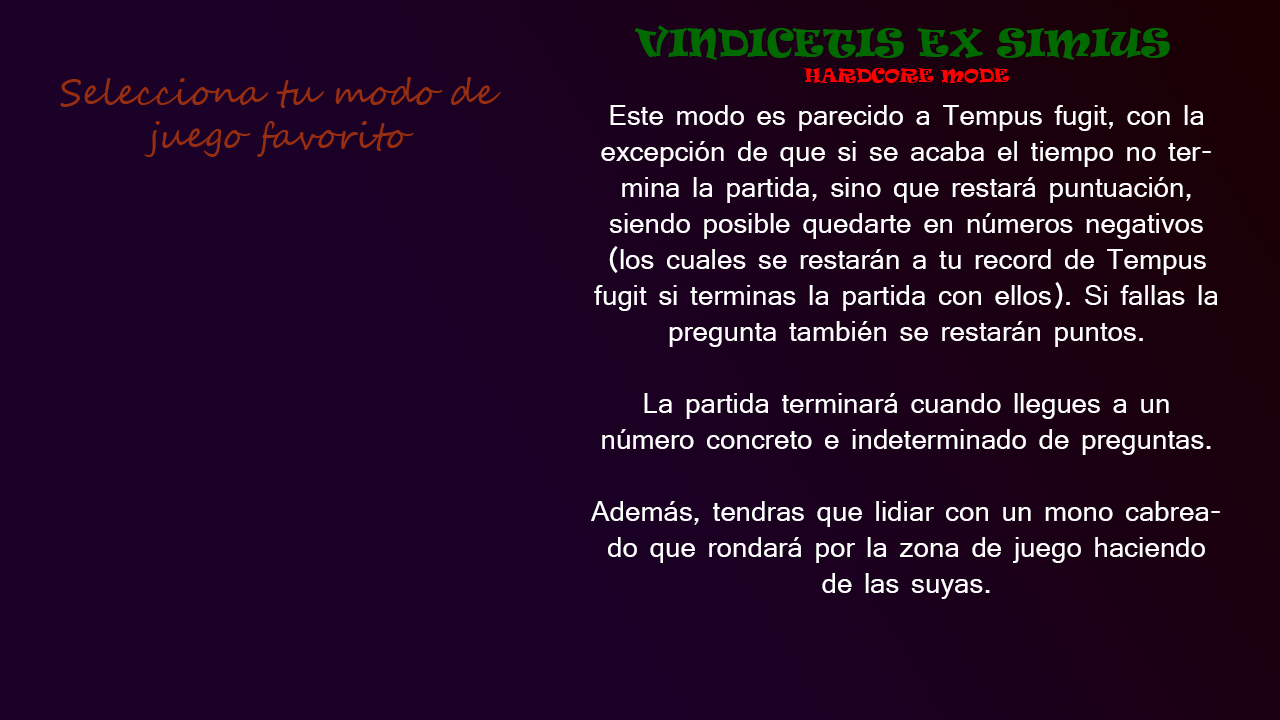 Selecciona tu modo de
juego favorito
VINDICETIS EX SIMIUS
HARDCORE MODE
Este modo es parecido a Tempus fugit, con la
excepción de que si se acaba el tiempo no ter-
mina la partida, sino que restará puntuación,
siendo posible quedarte en números negativos
(los cuales se restarán a tu record de Tempus
fugit si terminas la partida con ellos). Si fallas la
pregunta también se restarán puntos.
La partida terminará cuando llegues a un
número concreto e indeterminado de preguntas.
Además, tendras que lidiar con un mono cabrea-
do que rondará por la zona de juego haciendo
de las suyas.